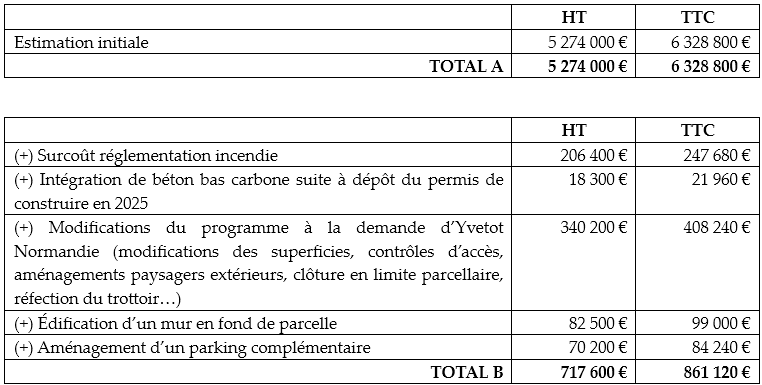 HT TTC
Estimation initiale 5 274 000 € 6 328 800 €
TOTAL A 5 274 000 € 6 328 800 €
HT TTC
(+) Surcoût réglementation incendie 206 400 € 247 680 €
(+) Intégration de béton bas carbone suite à dépôt du permis de 18 300 € 21 960 €
construire en 2025
(+) Modifications du programme à la demande d’Yvetot 340 200 € 408 240 €
Normandie (modifications des superficies, contrôles d’accès,
aménagements paysagers extérieurs, clôture en limite parcellaire,
réfection du trottoir…)
(+) Édification d’un mur en fond de parcelle 82 500 € 99 000 €
(+) Aménagement d’un parking complémentaire 70 200 € 84 240 €
TOTAL B 717 600 € 861 120 €